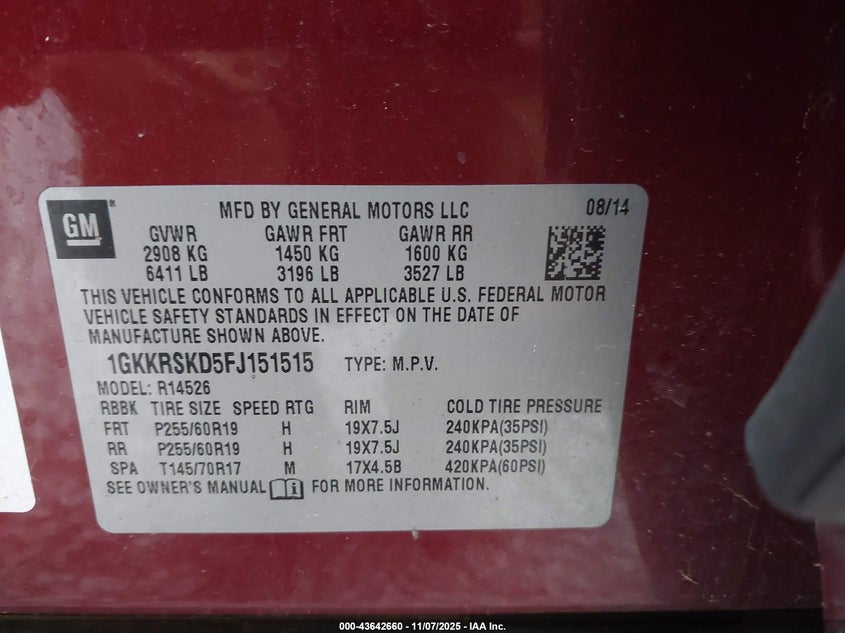 GM®
MFD BY GENERAL MOTORS LLC 08/14
GVWR GAWR FRT GAWR RR
2908 KG 1450 KG 1600 KG
6411 LB 3196 LB 3527 LB
THIS VEHICLE CONFORMS TO ALL APPLICABLE U.S. FEDERAL MOTOR
VEHICLE SAFETY STANDARDS IN EFFECT ON THE DATE OF
MANUFACTURE SHOWN ABOVE.
1GKKRSKD5FJ151515 TYPE: M.P.V.
MODEL: R14526
RBBK TIRE SIZE SPEED RTG RIM COLD TIRE PRESSURE
FRT P255/60R19 H 19X7.5J 240KPA(35PSI)
RR P255/60R19 H 19X7.5J 240KPA(35PSI)
SPA T145/70R17 M 17X4.5B 420KPA(60PSI)
SEE OWNER'S MANUAL FOR MORE INFORMATION.
000-43642660 - 11/07/2025 - IAA Inc.